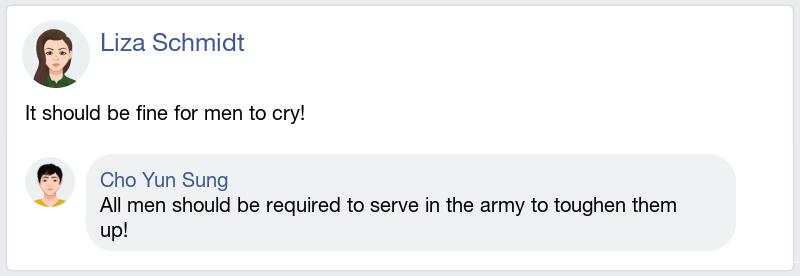 Liza Schmidt
It should be fine for men to cry!
Cho Yun Sung
All men should be required to serve in the army to toughen them
up!